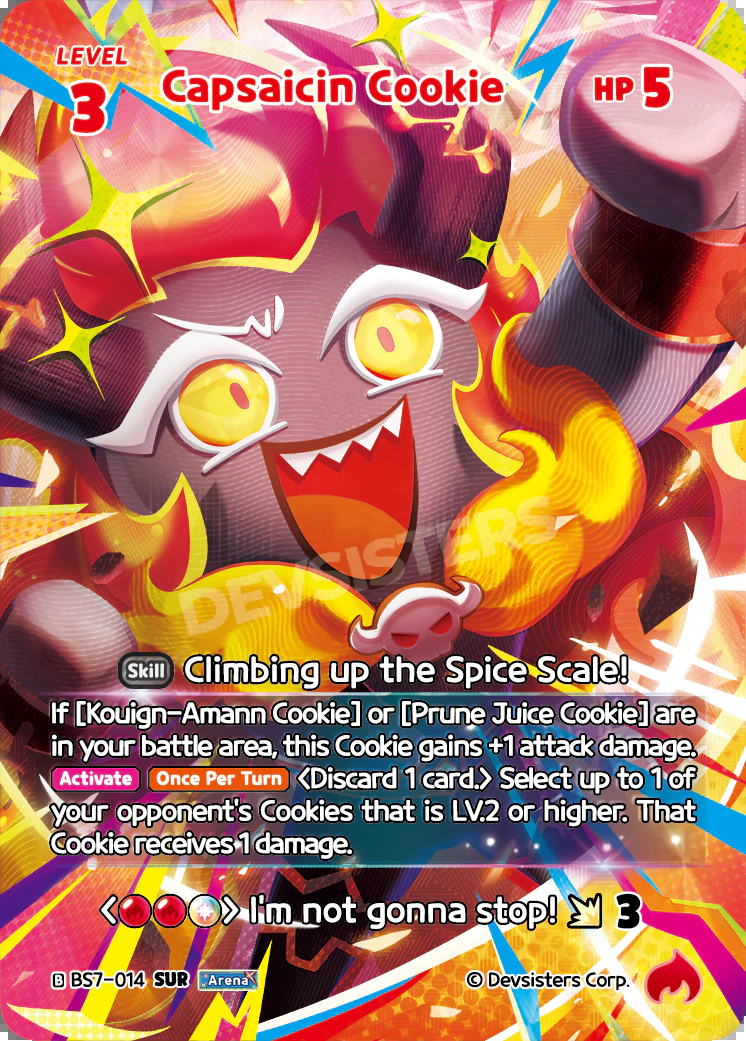 LEVEL
3
Capsaicin Cookie
HP 5
DEVSISTERS
Skill Climbing up the Spice Scale!
If [Kouign-Amann Cookie] or [Prune Juice Cookie] are
in your battle area, this Cookie gains +1 attack damage.
Activate Once Per Turn <Discard 1 card.> Select up to 1 of
your opponent's Cookies that is LV.2 or higher. That
Cookie receives 1 damage.
I'm not gonna stop! 3
B BS7-014 SUR Arena
© Devsisters Corp.